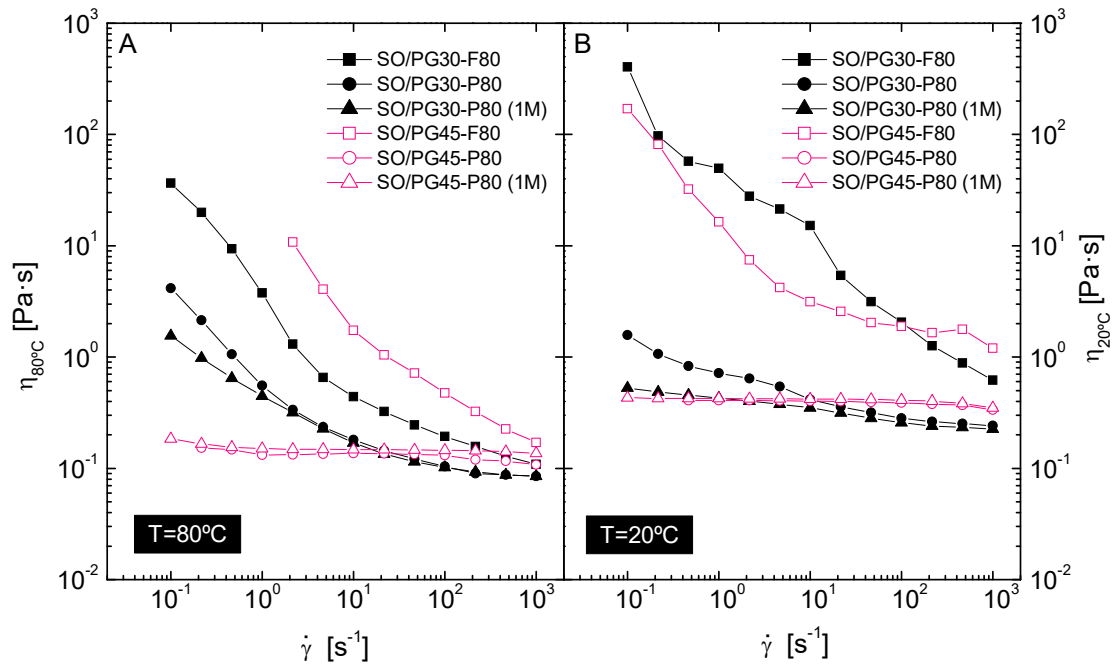 A
SO/PG30-F80
SO/PG30-P80
SO/PG30-P80 (1M)
SO/PG45-F80
SO/PG45-P80
SO/PG45-P80 (1M)
10³
10²
10¹
10⁰
10⁻¹
10⁻²
η80ºC [Pa·s]
T=80ºC
10⁻¹ 10⁰ 10¹ 10² 10³
γ̇ [s⁻¹]
B
SO/PG30-F80
SO/PG30-P80
SO/PG30-P80 (1M)
SO/PG45-F80
SO/PG45-P80
SO/PG45-P80 (1M)
10³
10²
10¹
10⁰
10⁻¹
10⁻²
η20ºC [Pa·s]
T=20ºC
10⁻¹ 10⁰ 10¹ 10² 10³
γ̇ [s⁻¹]